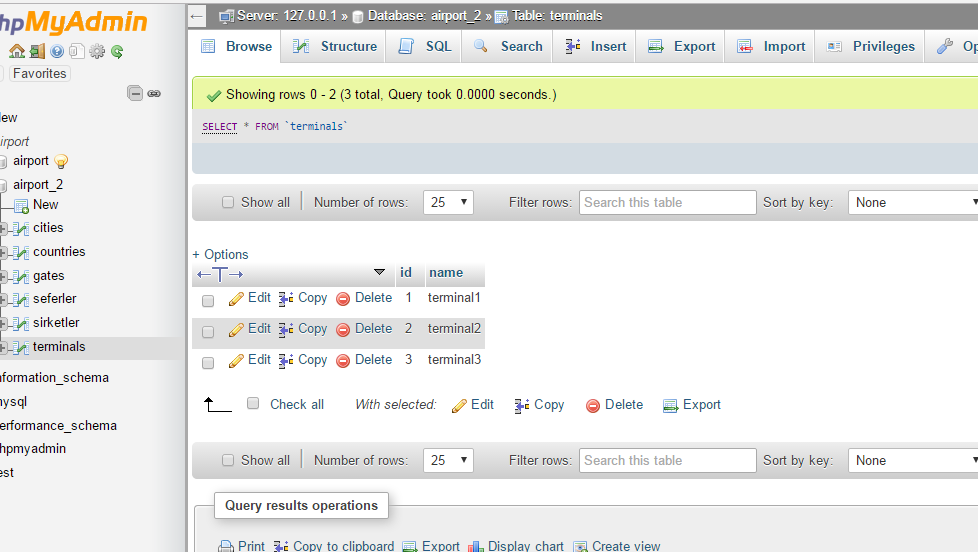 hpMyAdmin
Favorites
ew
irport
airport
airport_2
New
cities
countries
gates
seferler
sirketler
terminals
nformation_schema
ysql
erformance_schema
hpmyadmin
est
Server: 127.0.0.1 » Database: airport_2 » Table: terminals
Browse Structure SQL Search Insert Export Import Privileges Op
Showing rows 0 - 2 (3 total, Query took 0.0000 seconds.)
SELECT * FROM `terminals`
Show all Number of rows: 25 Filter rows: Search this table Sort by key: None
+ Options
id name
Edit Copy Delete 1 terminal1
Edit Copy Delete 2 terminal2
Edit Copy Delete 3 terminal3
Check all With selected: Edit Copy Delete Export
Show all Number of rows: 25 Filter rows: Search this table Sort by key: None
Query results operations
Print Copy to clipboard Export Display chart Create view